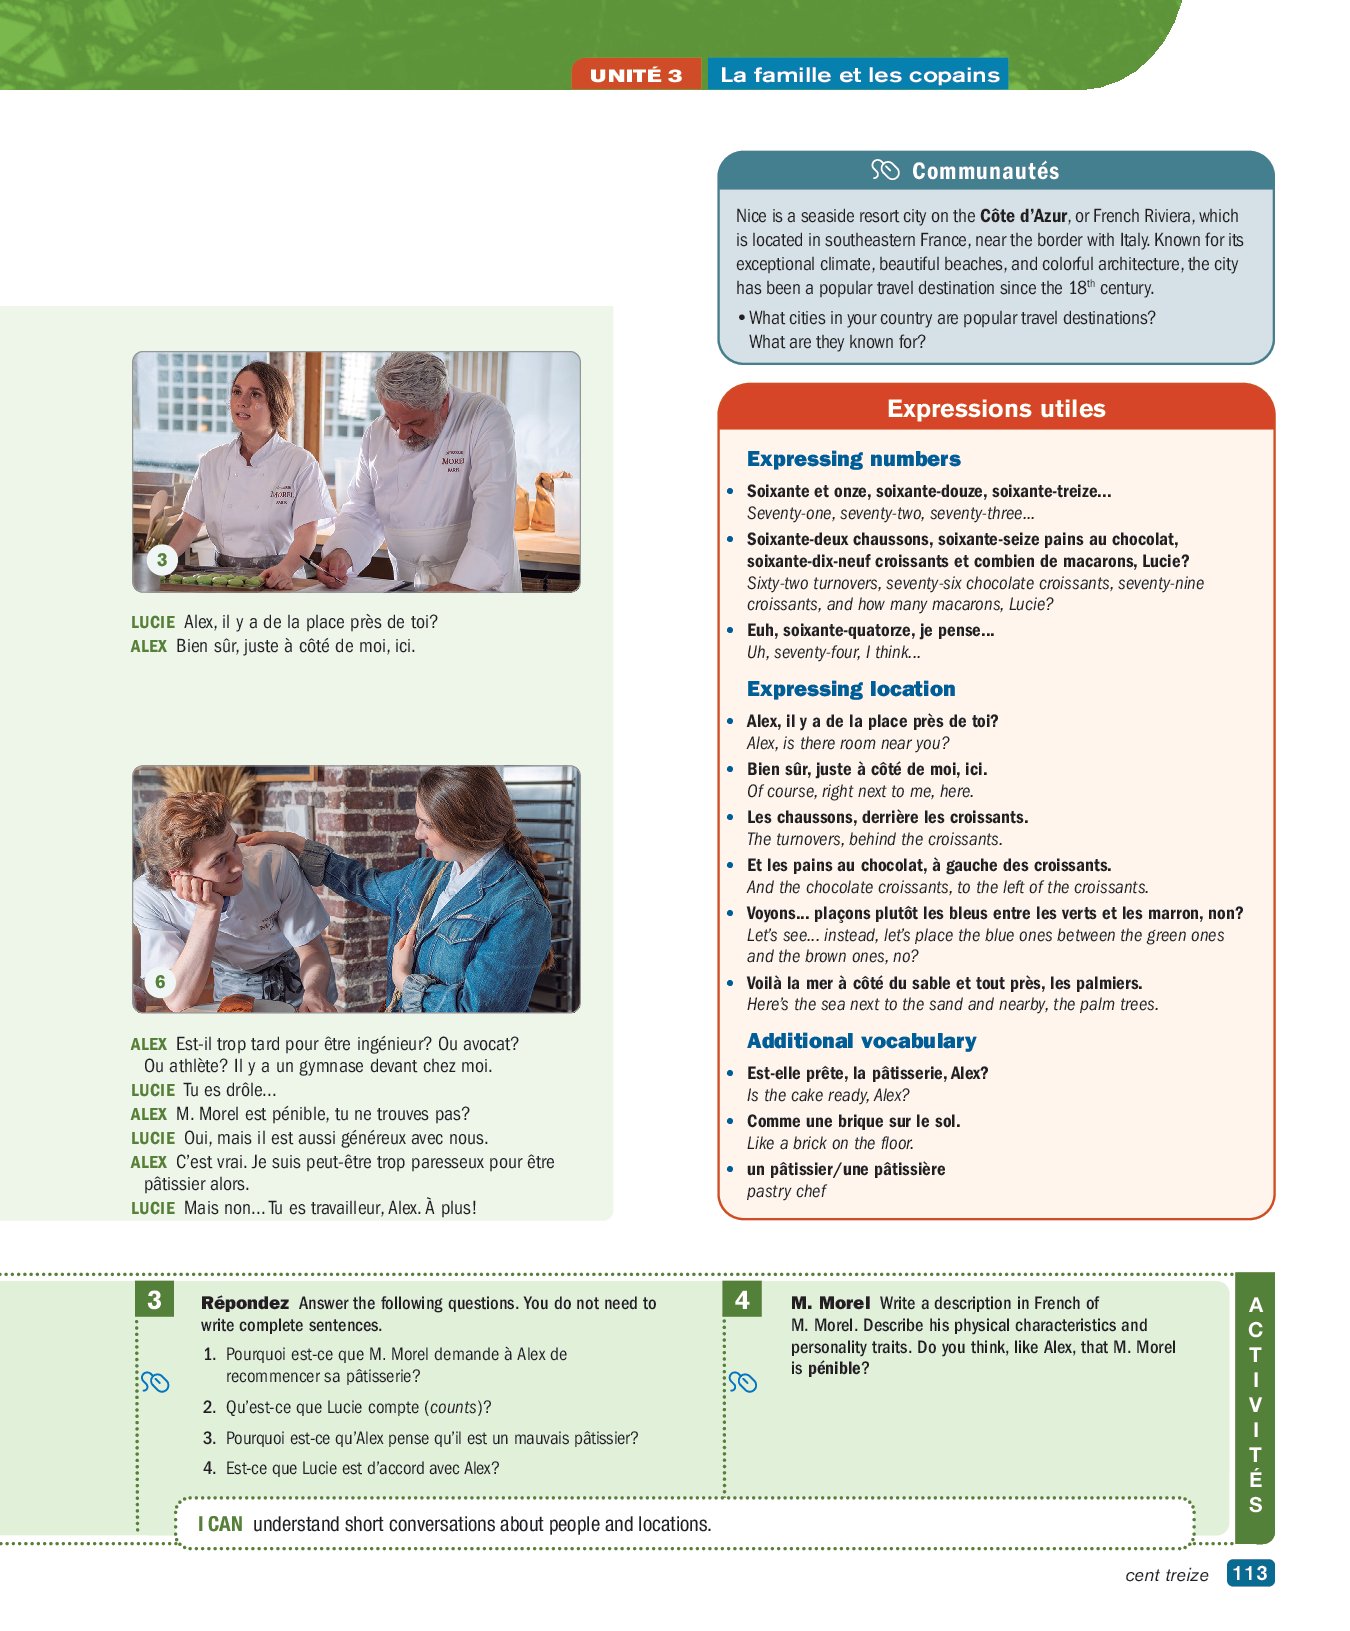 UNITÉ 3 La famille et les copains
Communautés
Nice is a seaside resort city on the Côte d'Azur, or French Riviera, which
is located in southeastern France, near the border with Italy. Known for its
exceptional climate, beautiful beaches, and colorful architecture, the city
has been a popular travel destination since the 18th century.
• What cities in your country are popular travel destinations?
What are they known for?
MOREL
PARIS
MOREL
PARIS
3
LUCIE Alex, il y a de la place près de toi?
ALEX Bien sûr, juste à côté de moi, ici.
6
ALEX Est-il trop tard pour être ingénieur? Ou avocat?
Ou athlète? Il y a un gymnase devant chez moi.
LUCIE Tu es drôle...
ALEX M. Morel est pénible, tu ne trouves pas?
LUCIE Oui, mais il est aussi généreux avec nous.
ALEX C'est vrai. Je suis peut-être trop paresseux pour être
pâtissier alors.
LUCIE Mais non... Tu es travailleur, Alex. À plus!
Expressions utiles
Expressing numbers
• Soixante et onze, soixante-douze, soixante-treize...
Seventy-one, seventy-two, seventy-three...
• Soixante-deux chaussons, soixante-seize pains au chocolat,
soixante-dix-neuf croissants et combien de macarons, Lucie?
Sixty-two turnovers, seventy-six chocolate croissants, seventy-nine
croissants, and how many macarons, Lucie?
• Euh, soixante-quatorze, je pense...
Uh, seventy-four, I think...
Expressing location
• Alex, il y a de la place près de toi?
Alex, is there room near you?
• Bien sûr, juste à côté de moi, ici.
Of course, right next to me, here.
• Les chaussons, derrière les croissants.
The turnovers, behind the croissants.
• Et les pains au chocolat, à gauche des croissants.
And the chocolate croissants, to the left of the croissants.
• Voyons... plaçons plutôt les bleus entre les verts et les marron, non?
Let's see... instead, let's place the blue ones between the green ones
and the brown ones, no?
• Voilà la mer à côté du sable et tout près, les palmiers.
Here's the sea next to the sand and nearby, the palm trees.
Additional vocabulary
• Est-elle prête, la pâtisserie, Alex?
Is the cake ready, Alex?
• Comme une brique sur le sol.
Like a brick on the floor.
• un pâtissier/une pâtissière
pastry chef
3 Répondez Answer the following questions. You do not need to
write complete sentences.
1. Pourquoi est-ce que M. Morel demande à Alex de
recommencer sa pâtisserie?
2. Qu'est-ce que Lucie compte (counts)?
3. Pourquoi est-ce qu'Alex pense qu'il est un mauvais pâtissier?
4. Est-ce que Lucie est d'accord avec Alex?
4 M. Morel Write a description in French of
M. Morel. Describe his physical characteristics and
personality traits. Do you think, like Alex, that M. Morel
is pénible?
ACTIVITÉS
I CAN understand short conversations about people and locations.
cent treize 113